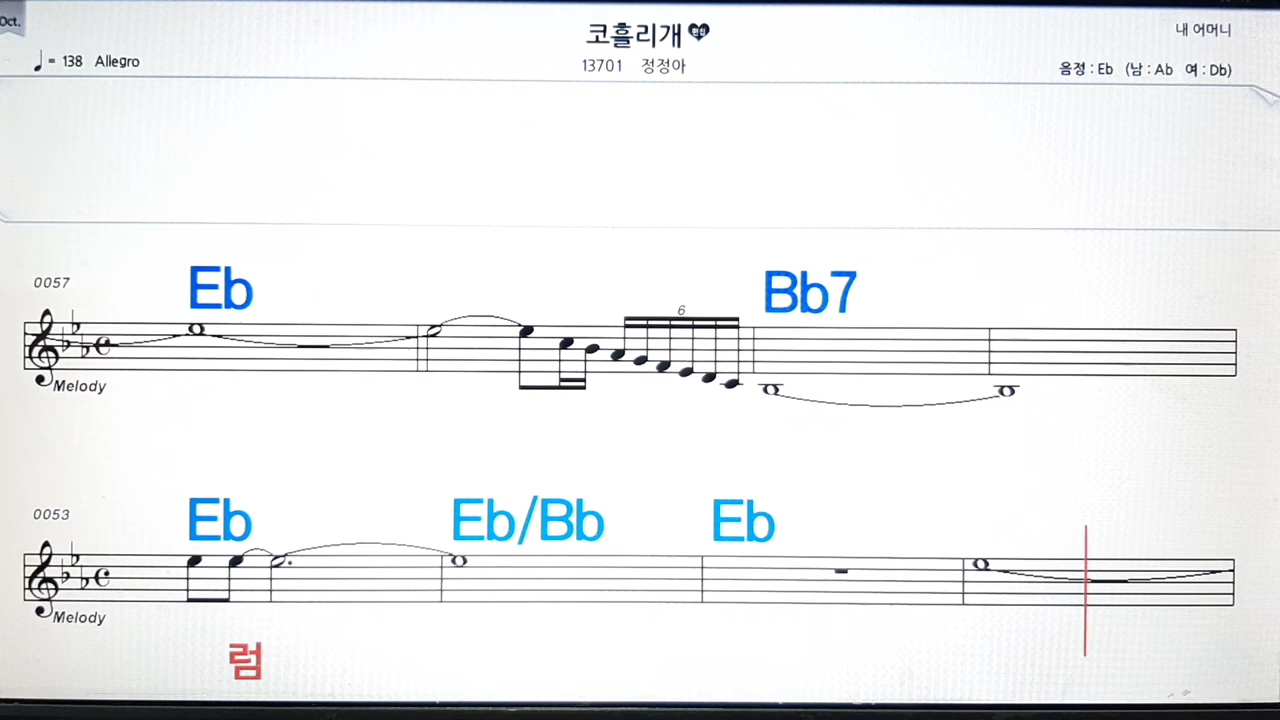 Oct.
코흘리개
내 어머니
= 138 Allegro
13701 정정아
음정 : Eb (남 : Ab 여 : Db)
0057
Eb
6
Bb7
Melody
0053
Eb
Eb/Bb
Eb
Melody
럼